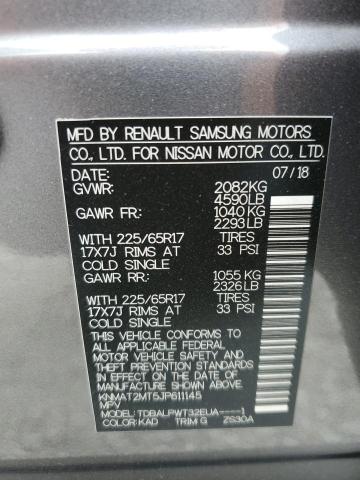 MFD BY RENAULT SAMSUNG MOTORS
CO., LTD. FOR NISSAN MOTOR CO., LTD.
DATE: 07/18
GVWR: 2082KG
4590LB
GAWR FR: 1040 KG
2293LB
WITH 225/65R17 TIRES
17X7J RIMS AT 33 PSI
COLD SINGLE
GAWR RR: 1055 KG
2326LB
WITH 225/65R17 TIRES
17X7J RIMS AT 33 PSI
COLD SINGLE
THIS VEHICLE CONFORMS TO
ALL APPLICABLE FEDERAL
MOTOR VEHICLE SAFETY AND
THEFT PREVENTION STANDARDS
IN EFFECT ON THE DATE OF
MANUFACTURE SHOWN ABOVE.
KNMAT2MT5JP611145
MPV
MODEL: TDBALPWT32EUA----1
COLOR: KAD TRIM G ZS30A